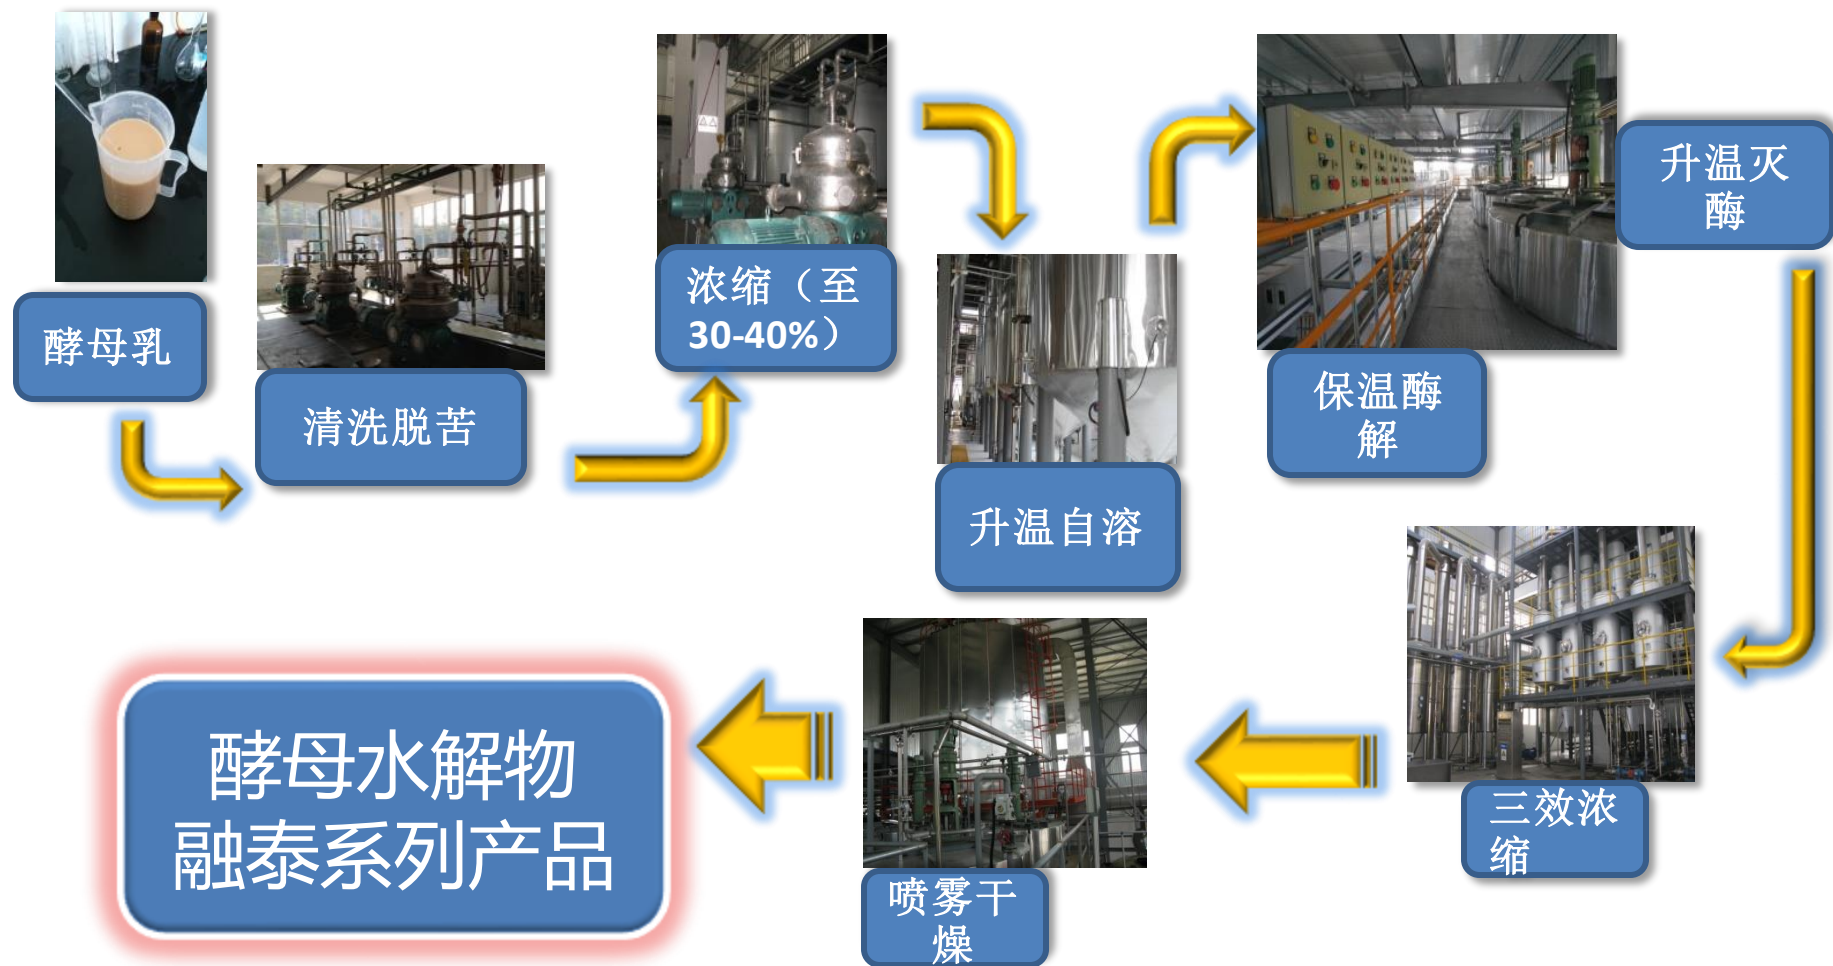 酵母乳
清洗脱苦
浓缩（至
30-40%）
升温自溶
保温酶
解
升温灭
酶
三效浓
缩
喷雾干
燥
酵母水解物
融泰系列产品